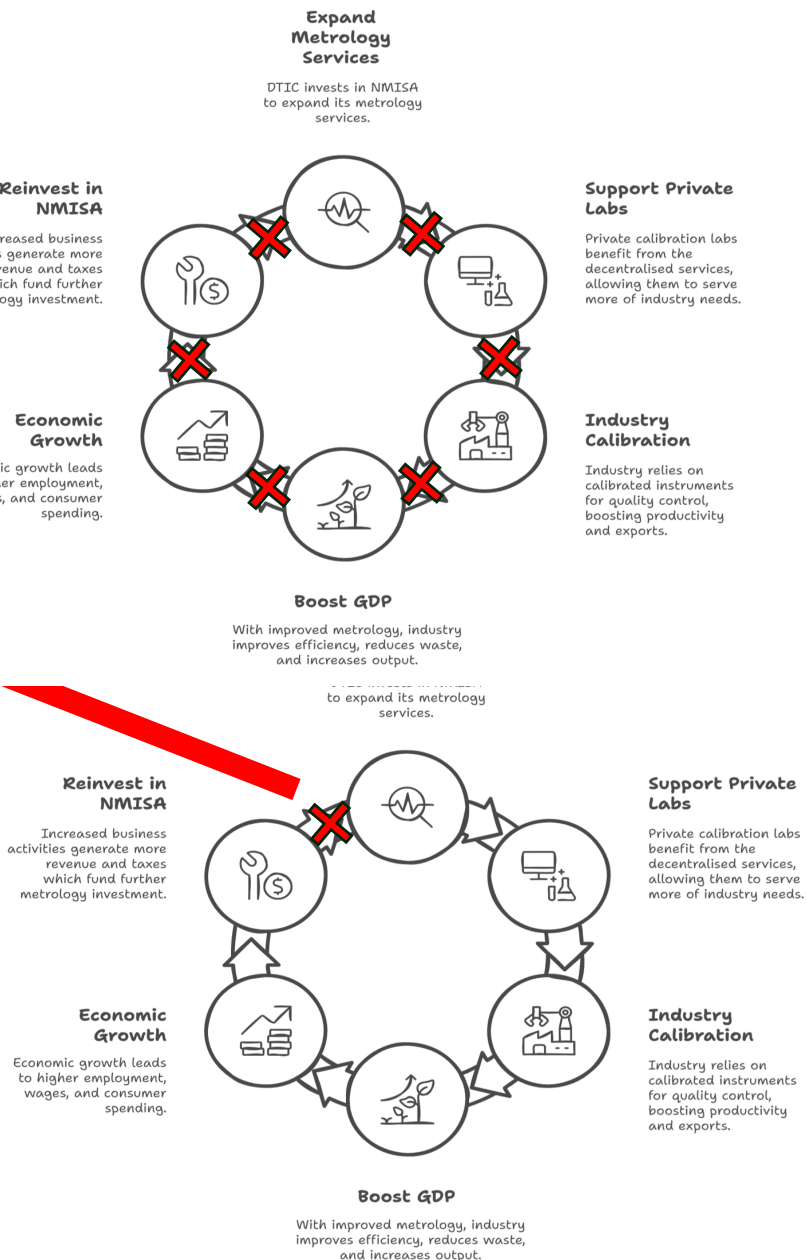 Expand
Metrology
Services
DTIC invests in NMISA
to expand its metrology
services.
Reinvest in
NMISA
business
generate more
and taxes
fund further
investment.
Support Private
Labs
Private calibration labs
benefit from the
decentralised services,
allowing them to serve
more of industry needs.
Economic
Growth
growth leads
employment,
and consumer
spending.
Industry
Calibration
Industry relies on
calibrated instruments
for quality control,
boosting productivity
and exports.
$
Boost GDP
With improved metrology, industry
improves efficiency, reduces waste,
and increases output.
to expand its metrology
services.
Reinvest in
NMISA
Increased business
activities generate more
revenue and taxes
which fund further
metrology investment.
Support Private
Labs
Private calibration labs
benefit from the
decentralised services,
allowing them to serve
more of industry needs.
$
Economic
Growth
Economic growth leads
to higher employment,
wages, and consumer
spending.
Industry
Calibration
Industry relies on
calibrated instruments
for quality control,
boosting productivity
and exports.
Boost GDP
With improved metrology, industry
improves efficiency, reduces waste,
and increases output.